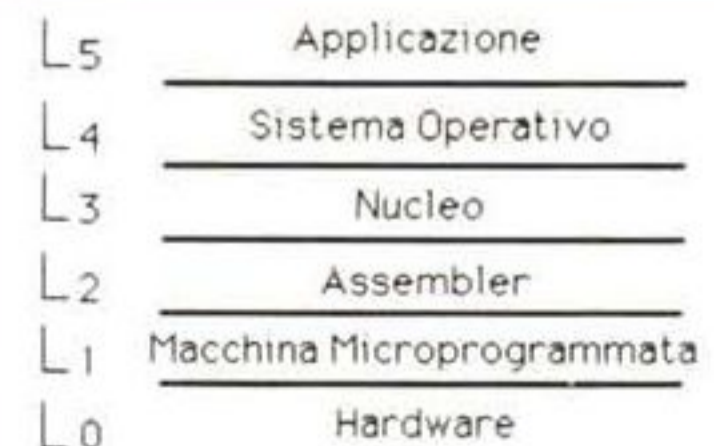 L5 Applicazione
L4 Sistema Operativo
L3 Nucleo
L2 Assembler
L1 Macchina Microprogrammata
L0 Hardware